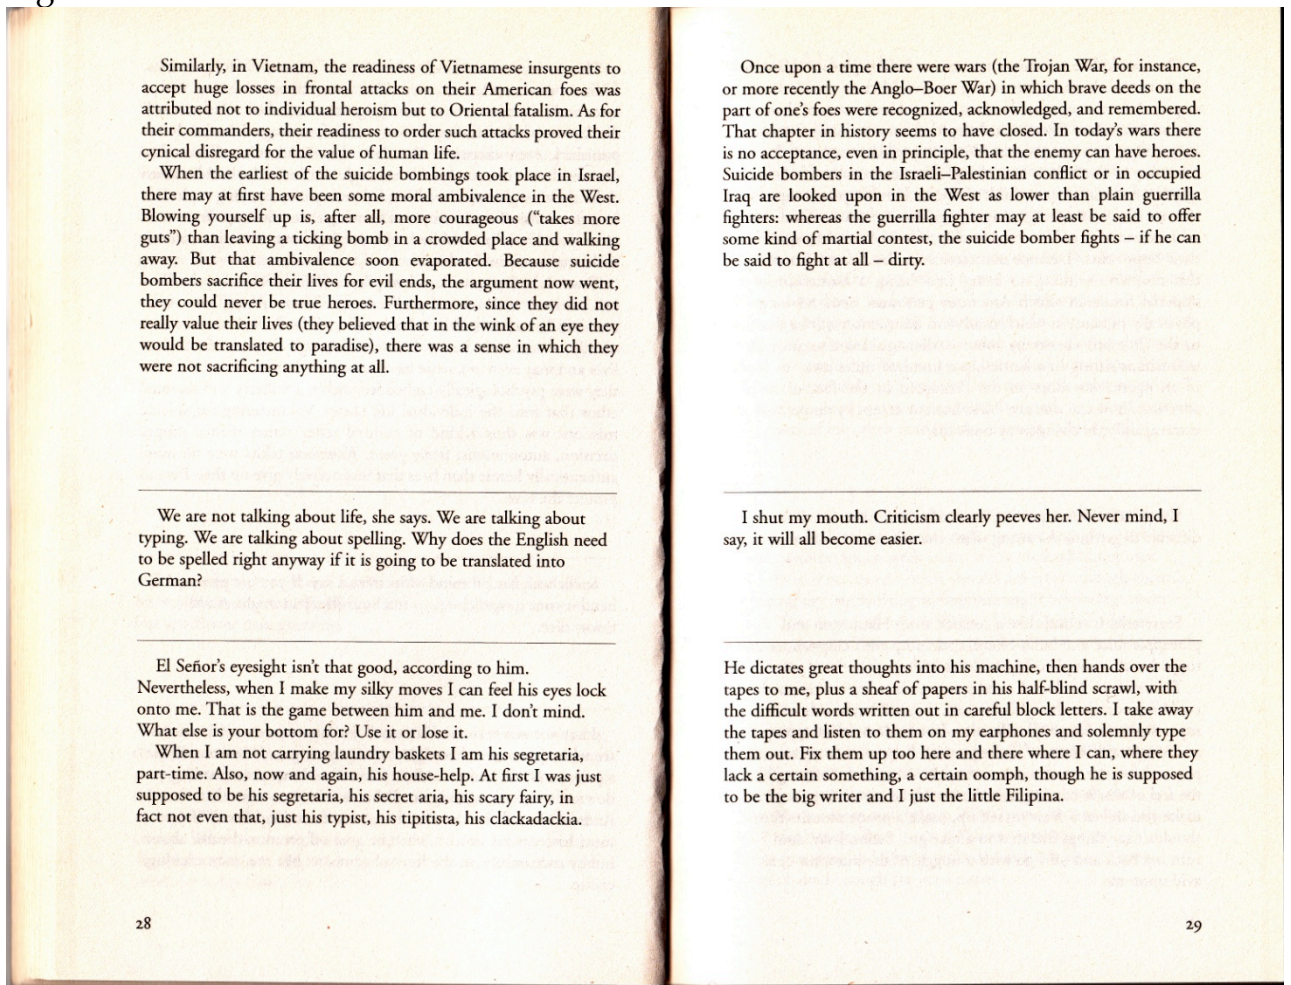 Similarly, in Vietnam, the readiness of Vietnamese insurgents to
accept huge losses in frontal attacks on their American foes was
attributed not to individual heroism but to Oriental fatalism. As for
their commanders, their readiness to order such attacks proved their
cynical disregard for the value of human life.
When the earliest of the suicide bombings took place in Israel,
there may at first have been some moral ambivalence in the West.
Blowing yourself up is, after all, more courageous (“takes more
guts”) than leaving a ticking bomb in a crowded place and walking
away. But that ambivalence soon evaporated. Because suicide
bombers sacrifice their lives for evil ends, the argument now went,
they could never be true heroes. Furthermore, since they did not
really value their lives (they believed that in the wink of an eye they
would be translated to paradise), there was a sense in which they
were not sacrificing anything at all.
We are not talking about life, she says. We are talking about
typing. We are talking about spelling. Why does the English need
to be spelled right anyway if it is going to be translated into
German?
El Señor’s eyesight isn’t that good, according to him.
Nevertheless, when I make my silky moves I can feel his eyes lock
onto me. That is the game between him and me. I don’t mind.
What else is your bottom for? Use it or lose it.
When I am not carrying laundry baskets I am his segretaria,
part-time. Also, now and again, his house-help. At first I was just
supposed to be his segretaria, his secret aria, his scary fairy, in
fact not even that, just his typist, his tipitista, his clackadackia.
28
Once upon a time there were wars (the Trojan War, for instance,
or more recently the Anglo–Boer War) in which brave deeds on the
part of one’s foes were recognized, acknowledged, and remembered.
That chapter in history seems to have closed. In today’s wars there
is no acceptance, even in principle, that the enemy can have heroes.
Suicide bombers in the Israeli–Palestinian conflict or in occupied
Iraq are looked upon in the West as lower than plain guerrilla
fighters: whereas the guerrilla fighter may at least be said to offer
some kind of martial contest, the suicide bomber fights – if he can
be said to fight at all – dirty.
I shut my mouth. Criticism clearly peeves her. Never mind, I
say, it will all become easier.
He dictates great thoughts into his machine, then hands over the
tapes to me, plus a sheaf of papers in his half-blind scrawl, with
the difficult words written out in careful block letters. I take away
the tapes and listen to them on my earphones and solemnly type
them out. Fix them up too here and there where I can, where they
lack a certain something, a certain oomph, though he is supposed
to be the big writer and I just the little Filipina.
29